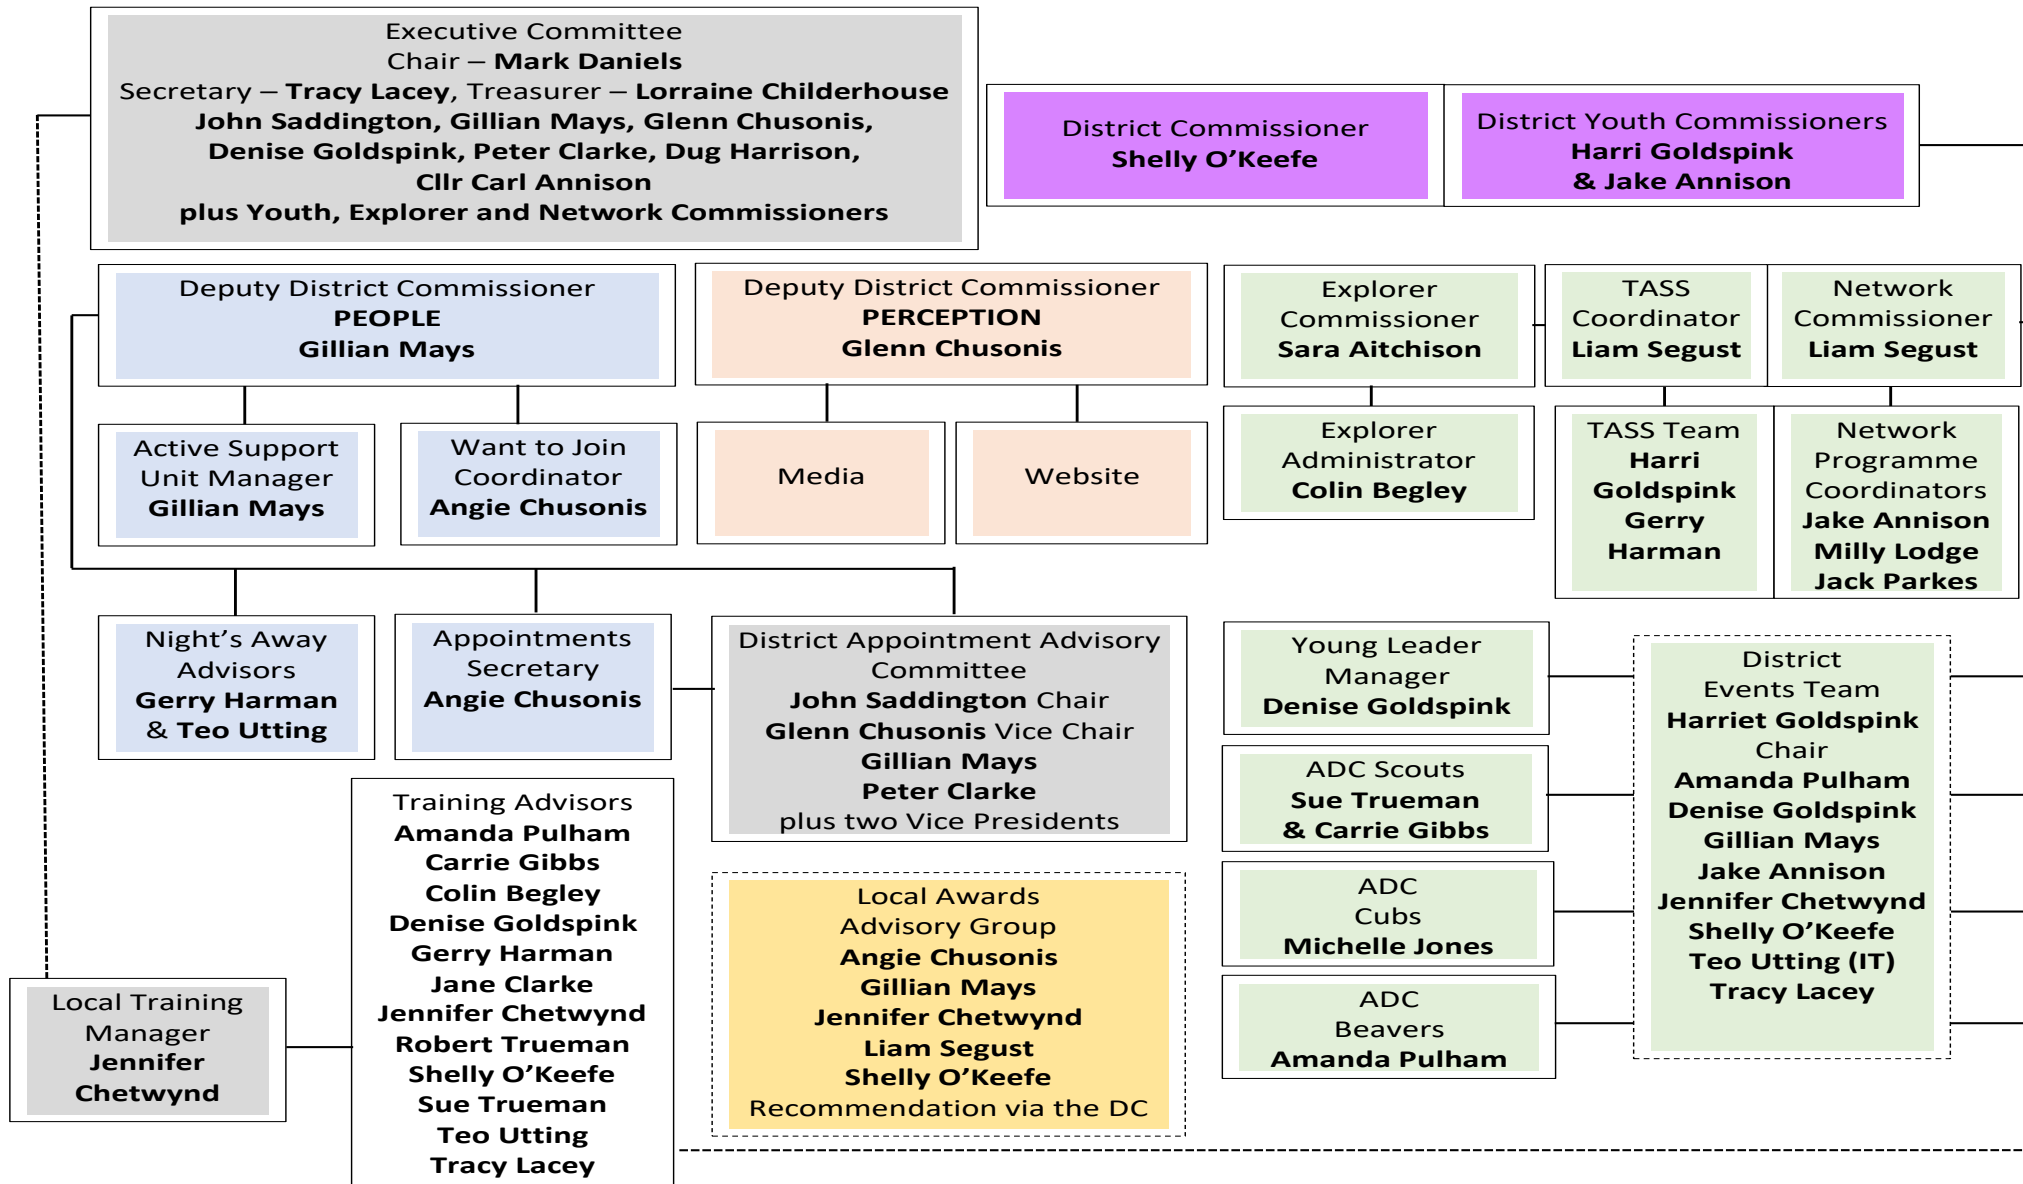 Executive Committee
Chair – Mark Daniels
Secretary – Tracy Lacey, Treasurer – Lorraine Childerhouse
John Saddington, Gillian Mays, Glenn Chusonis,
Denise Goldspink, Peter Clarke, Dug Harrison,
Cllr Carl Annison
plus Youth, Explorer and Network Commissioners
District Commissioner
Shelly O’Keefe
District Youth Commissioners
Harri Goldspink
& Jake Annison
Deputy District Commissioner
PEOPLE
Gillian Mays
Deputy District Commissioner
PERCEPTION
Glenn Chusonis
Explorer
Commissioner
Sara Aitchison
TASS
Coordinator
Liam Segust
Network
Commissioner
Liam Segust
Active Support
Unit Manager
Gillian Mays
Want to Join
Coordinator
Angie Chusonis
Media
Website
Explorer
Administrator
Colin Begley
TASS Team
Harri
Goldspink
Gerry
Harman
Network
Programme
Coordinators
Jake Annison
Milly Lodge
Jack Parkes
Night’s Away
Advisors
Gerry Harman
& Teo Utting
Appointments
Secretary
Angie Chusonis
District Appointment Advisory
Committee
John Saddington Chair
Glenn Chusonis Vice Chair
Gillian Mays
Peter Clarke
plus two Vice Presidents
Young Leader
Manager
Denise Goldspink
District
Events Team
Harriet Goldspink
Chair
Amanda Pulham
Denise Goldspink
Gillian Mays
Jake Annison
Jennifer Chetwynd
Shelly O’Keefe
Teo Utting (IT)
Tracy Lacey
ADC Scouts
Sue Trueman
& Carrie Gibbs
ADC
Cubs
Michelle Jones
ADC
Beavers
Amanda Pulham
Training Advisors
Amanda Pulham
Carrie Gibbs
Colin Begley
Denise Goldspink
Gerry Harman
Jane Clarke
Jennifer Chetwynd
Robert Trueman
Shelly O’Keefe
Sue Trueman
Teo Utting
Tracy Lacey
Local Awards
Advisory Group
Angie Chusonis
Gillian Mays
Jennifer Chetwynd
Liam Segust
Shelly O’Keefe
Recommendation via the DC
Local Training
Manager
Jennifer
Chetwynd